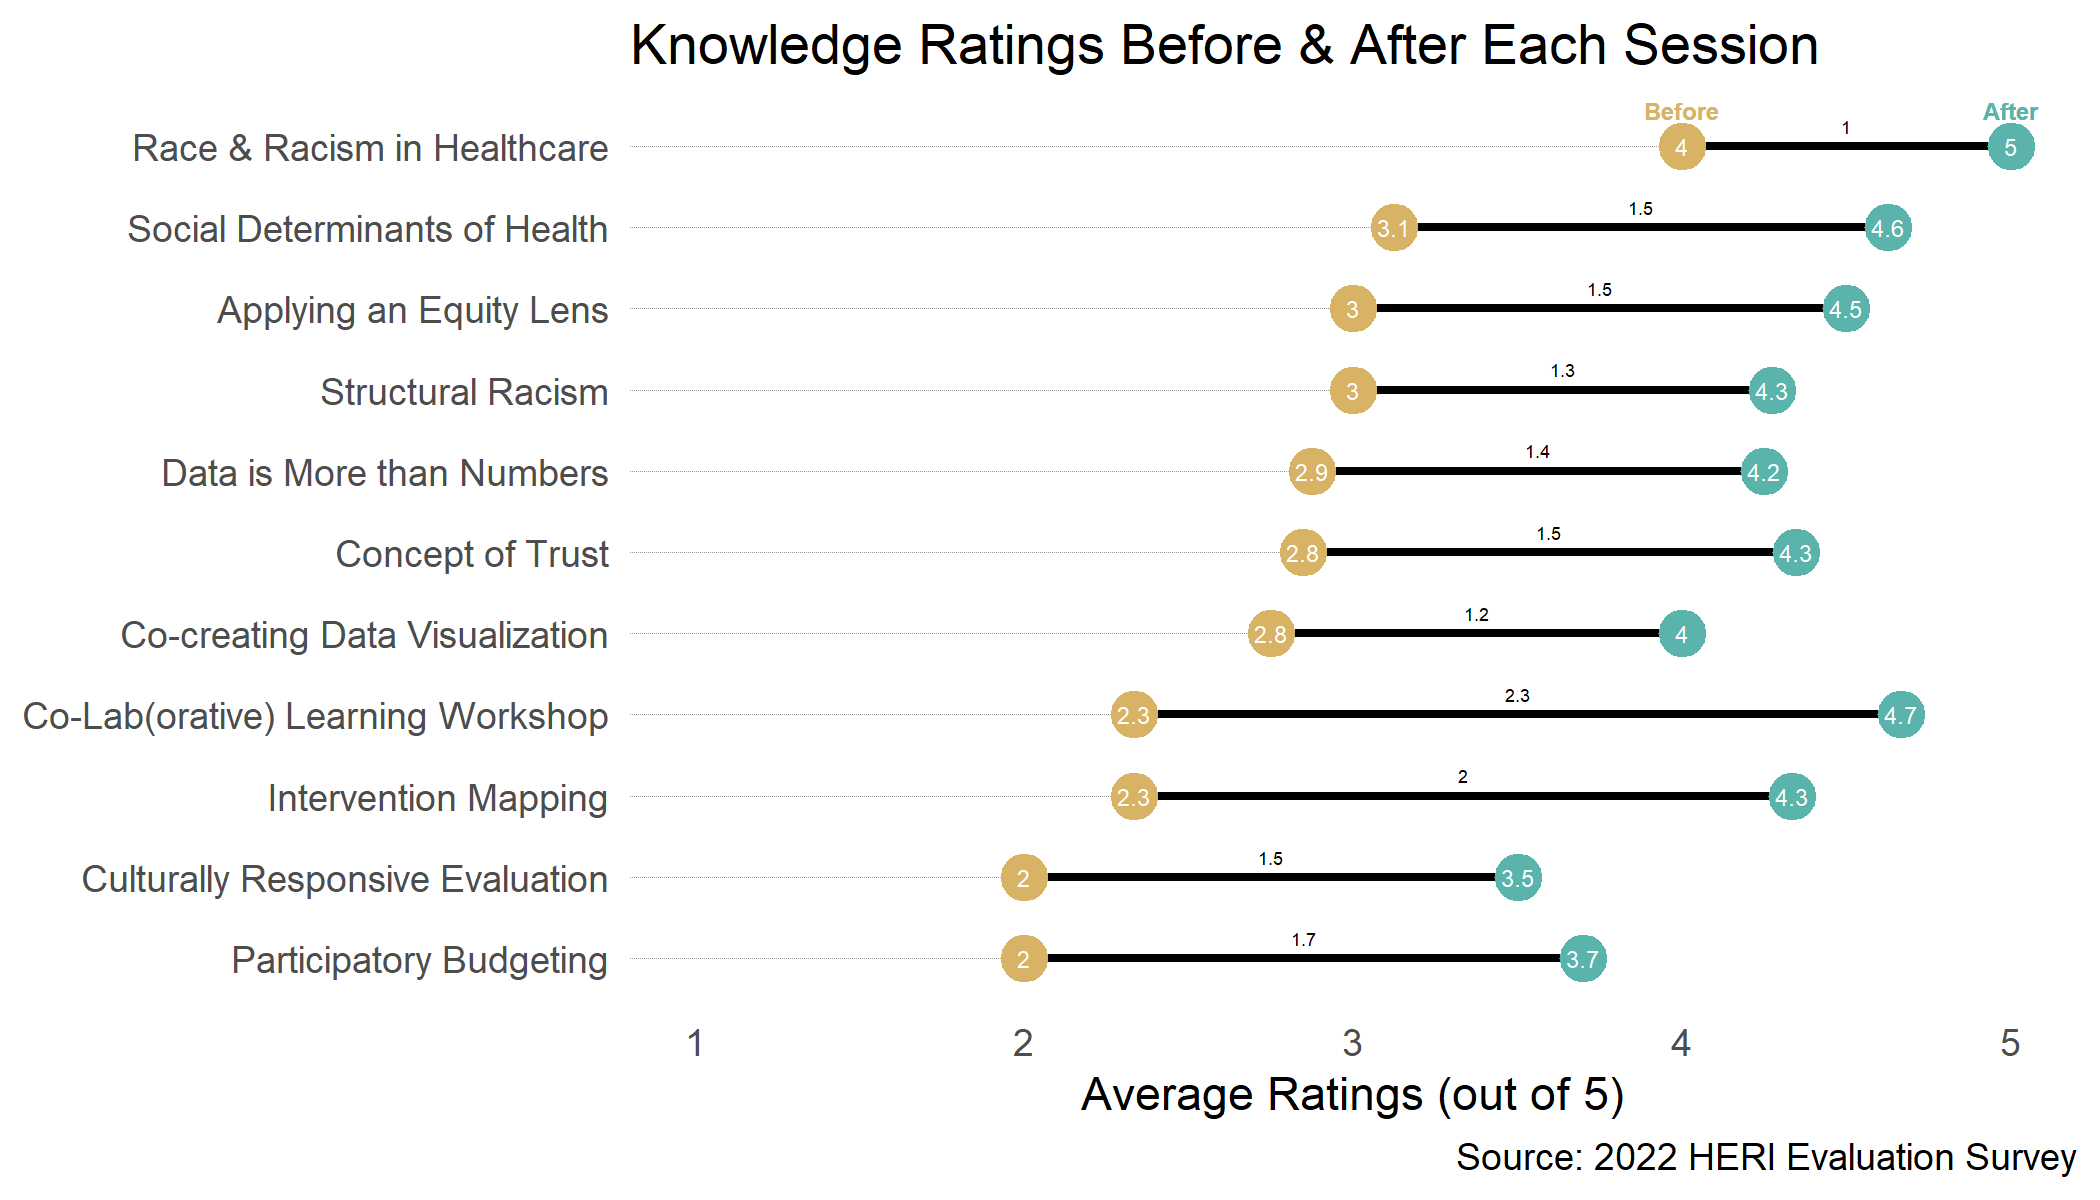 Knowledge Ratings Before & After Each Session
Before After
Race & Racism in Healthcare 4 1 5
Social Determinants of Health 3.1 1.5 4.6
Applying an Equity Lens 3 1.5 4.5
Structural Racism 3 1.3 4.3
Data is More than Numbers 2.9 1.4 4.2
Concept of Trust 2.8 1.5 4.3
Co-creating Data Visualization 2.8 1.2 4
Co-Lab(orative) Learning Workshop 2.3 2.3 4.7
Intervention Mapping 2.3 2 4.3
Culturally Responsive Evaluation 2 1.5 3.5
Participatory Budgeting 2 1.7 3.7
1 2 3 4 5
Average Ratings (out of 5)
Source: 2022 HERI Evaluation Survey